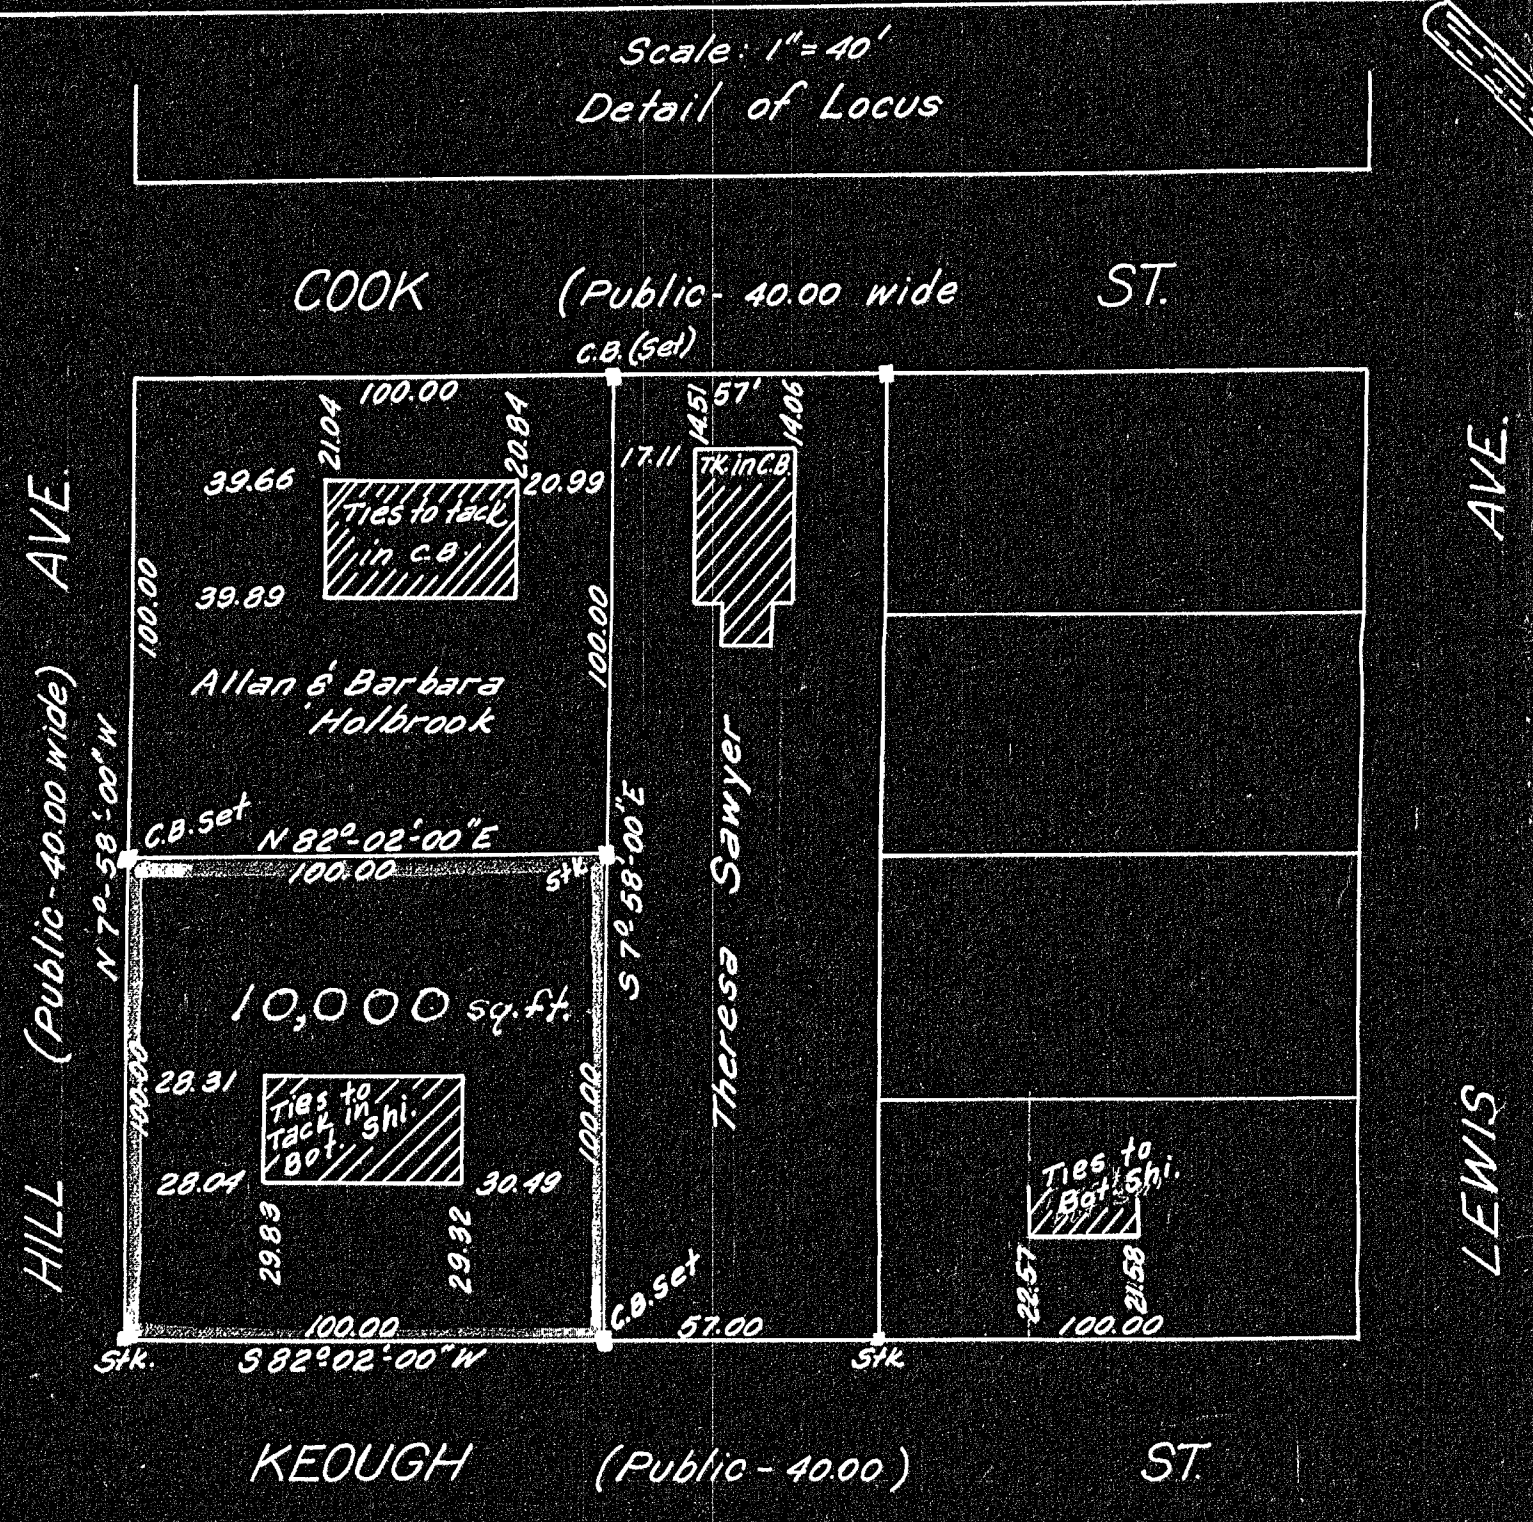 Scale: 1"=40'
Detail of Locus
COOK (Public - 40.00 wide ST.
C.B. (Set)
100.00
57'
21.04
20.84
14.51
14.06
39.66
20.99
17.11
TK. in C.B.
Ties to tack
in C.B.
39.89
100.00
100.00
Allan & Barbara
Holbrook
C.B. Set
N 82°-02'-00"E
100.00
Stk.
N 7°-58'-00"W
S 7°-58'-00"E
Theresa Sawyer
10,000 sq.ft.
100.00
28.31
Ties to
Tack in
Bot. Shi.
100.00
28.04
30.49
29.83
29.32
C.B. Set
100.00
57.00
Stk.
S 82°-02'-00"W
Stk
Ties to
Bot. Shi.
22.57
21.58
100.00
HILL (Public - 40.00 wide) AVE.
LEWIS AVE.
KEOUGH (Public - 40.00) ST.